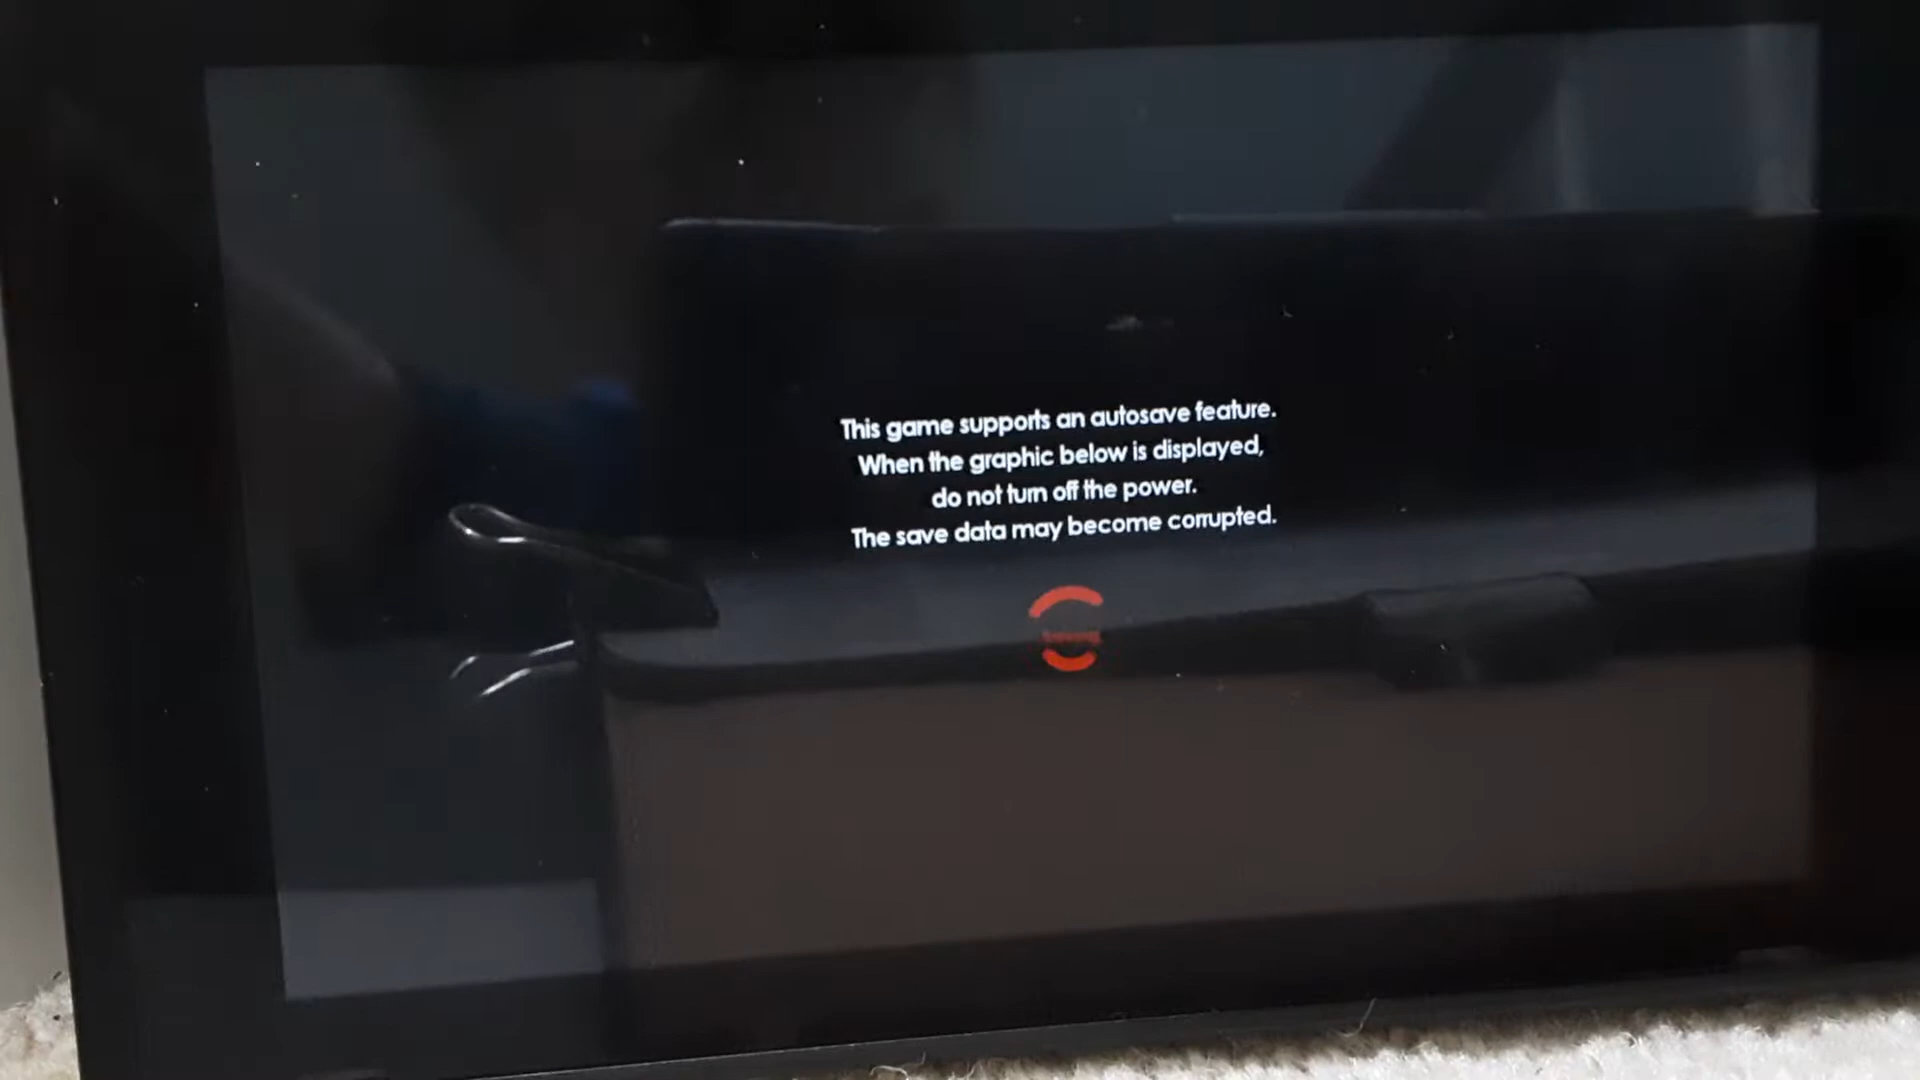 This game supports an autosave feature.
When the graphic below is displayed,
do not turn off the power.
The save data may become corrupted.